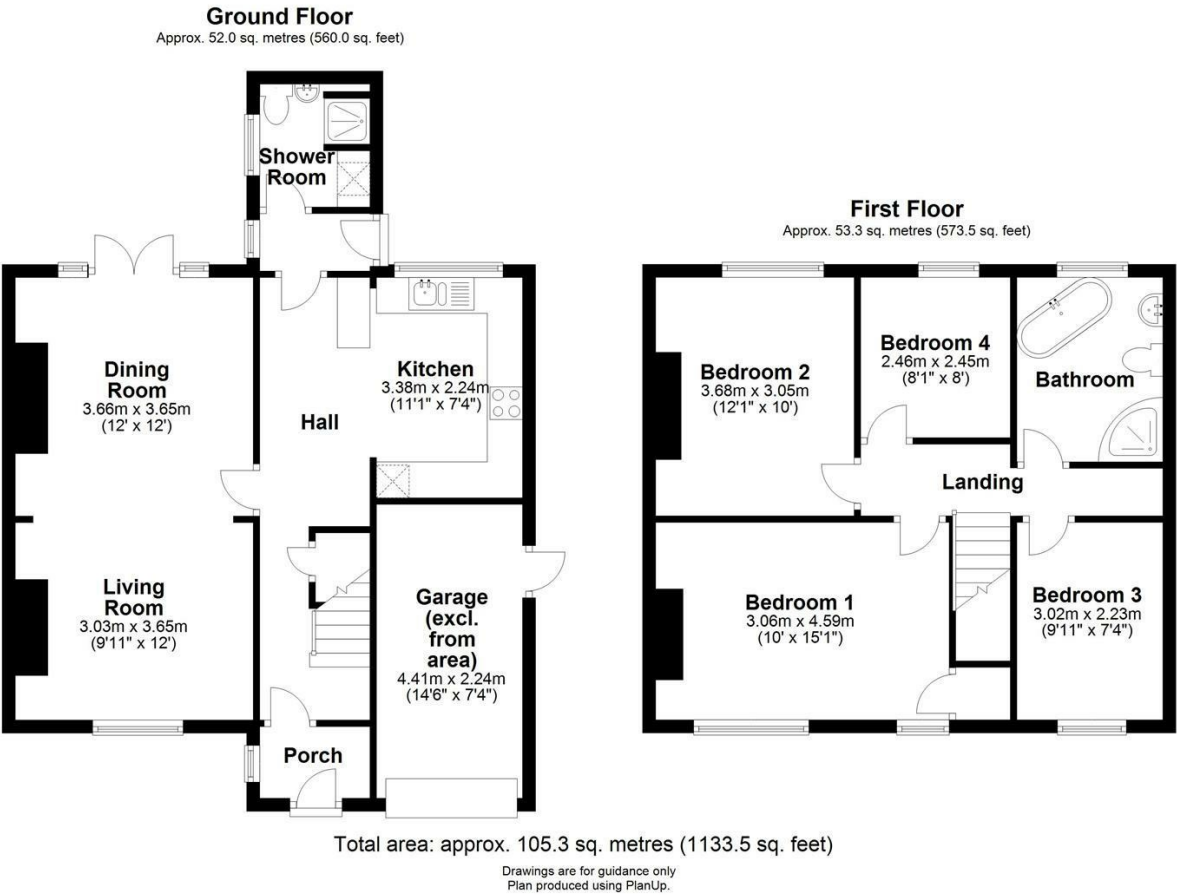 Ground Floor
Approx. 52.0 sq. metres (560.0 sq. feet)
Shower
Room
Dining
Room
3.66m x 3.65m
(12' x 12')
Hall
Kitchen
3.38m x 2.24m
(11'1" x 7'4")
Living
Room
3.03m x 3.65m
(9'11" x 12')
Garage
(excl.
from
area)
4.41m x 2.24m
(14'6" x 7'4")
Porch
First Floor
Approx. 53.3 sq. metres (573.5 sq. feet)
Bedroom 2
3.68m x 3.05m
(12'1" x 10')
Bedroom 4
2.46m x 2.45m
(8'1" x 8')
Bathroom
Landing
Bedroom 1
3.06m x 4.59m
(10' x 15'1")
Bedroom 3
3.02m x 2.23m
(9'11" x 7'4")
Total area: approx. 105.3 sq. metres (1133.5 sq. feet)
Drawings are for guidance only
Plan produced using PlanUp.